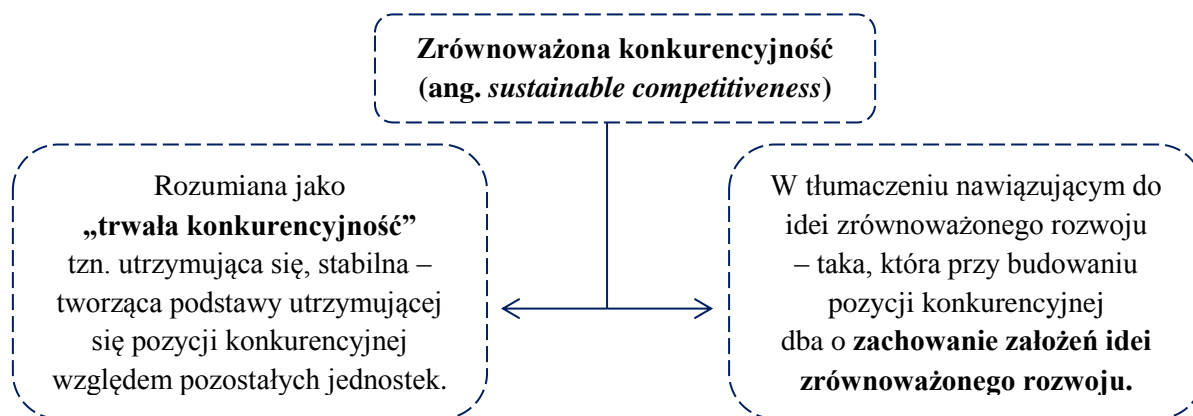 Zrównoważona konkurencyjność
(ang. sustainable competitiveness)
Rozumiana jako
„trwała konkurencyjność”
tzn. utrzymująca się, stabilna –
tworząca podstawy utrzymującej
się pozycji konkurencyjnej
względem pozostałych jednostek.
W tłumaczeniu nawiązującym do
idei zrównoważonego rozwoju
– taka, która przy budowaniu
pozycji konkurencyjnej
dba o zachowanie założeń idei
zrównoważonego rozwoju.